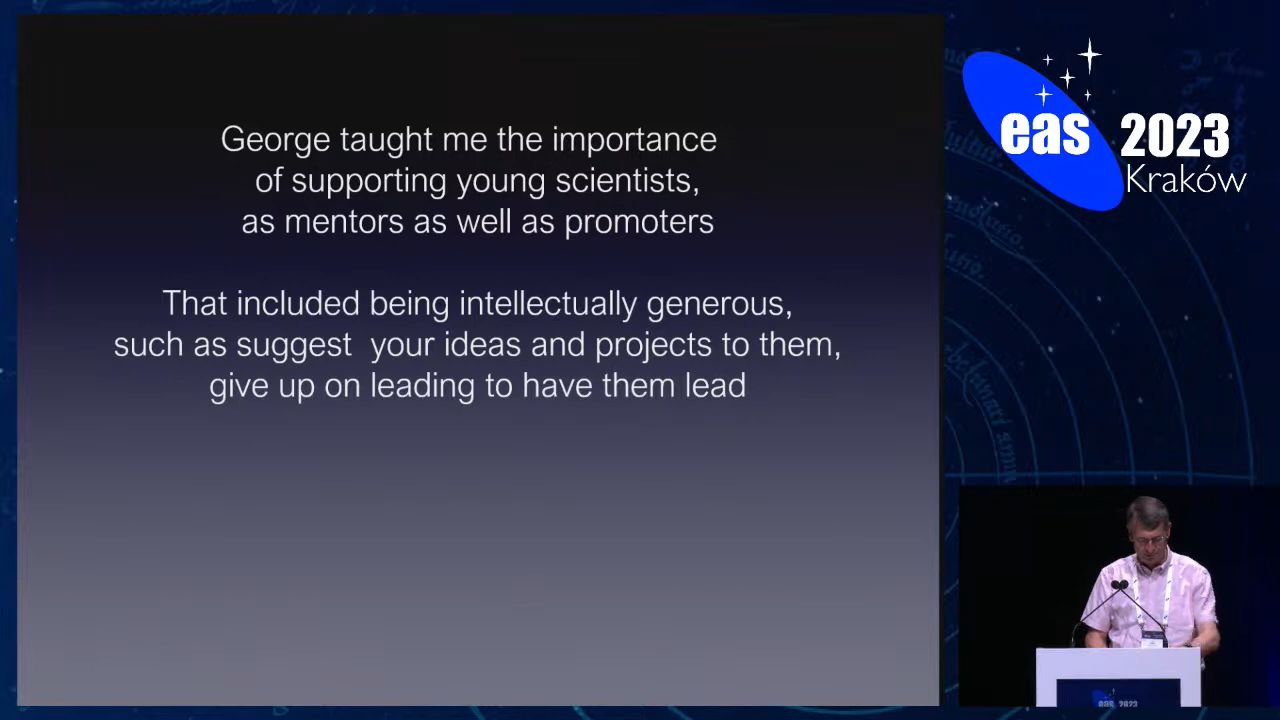 George taught me the importance
of supporting young scientists,
as mentors as well as promoters
That included being intellectually generous,
such as suggest  your ideas and projects to them,
give up on leading to have them lead
eas 2023
Kraków
eas 2023